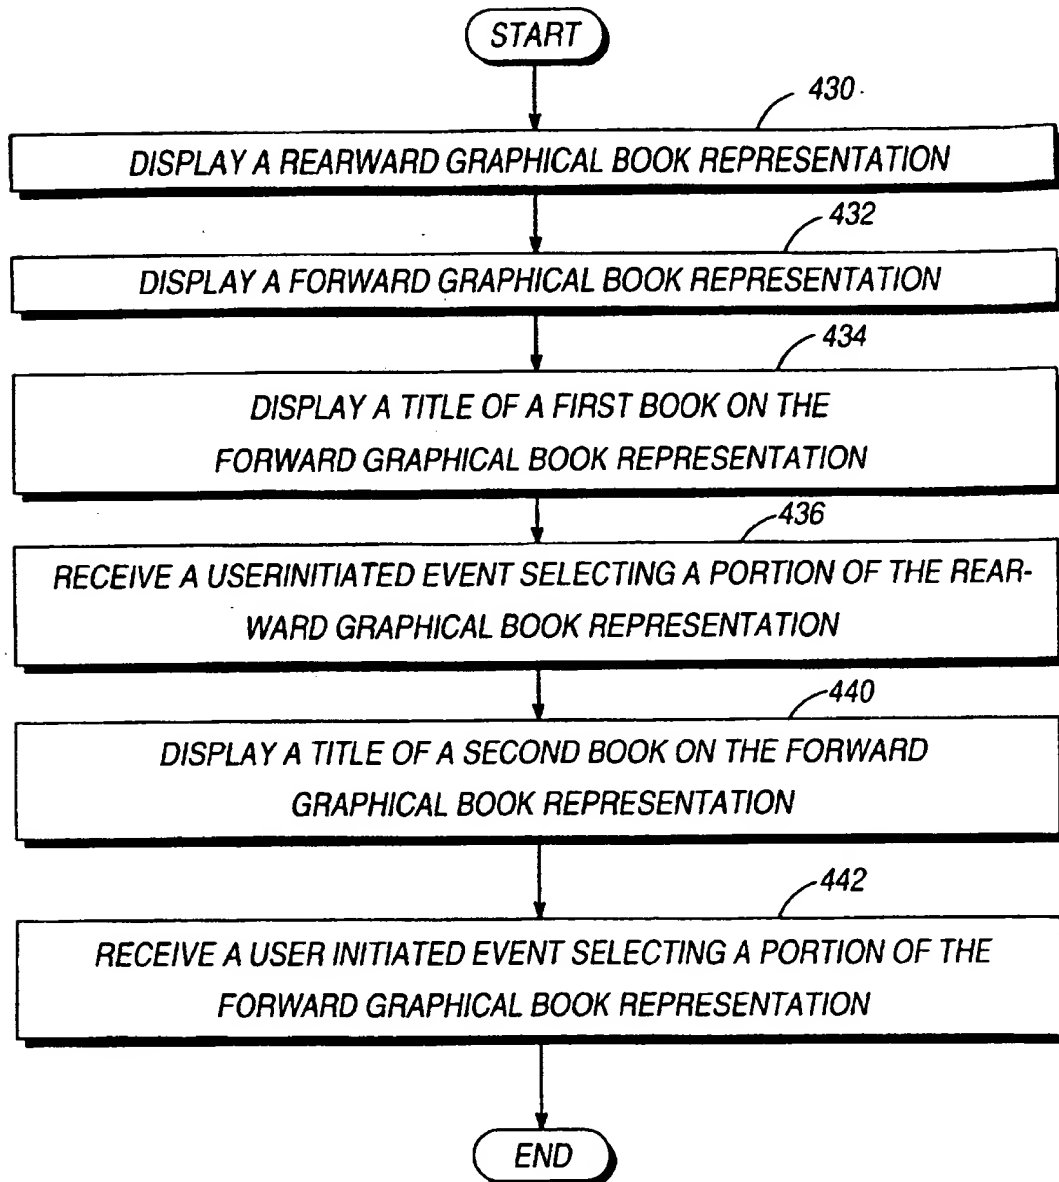 START
430
DISPLAY A REARWARD GRAPHICAL BOOK REPRESENTATION
432
DISPLAY A FORWARD GRAPHICAL BOOK REPRESENTATION
434
DISPLAY A TITLE OF A FIRST BOOK ON THE
FORWARD GRAPHICAL BOOK REPRESENTATION
436
RECEIVE A USERINITIATED EVENT SELECTING A PORTION OF THE REAR-
WARD GRAPHICAL BOOK REPRESENTATION
440
DISPLAY A TITLE OF A SECOND BOOK ON THE FORWARD
GRAPHICAL BOOK REPRESENTATION
442
RECEIVE A USER INITIATED EVENT SELECTING A PORTION OF THE
FORWARD GRAPHICAL BOOK REPRESENTATION
END